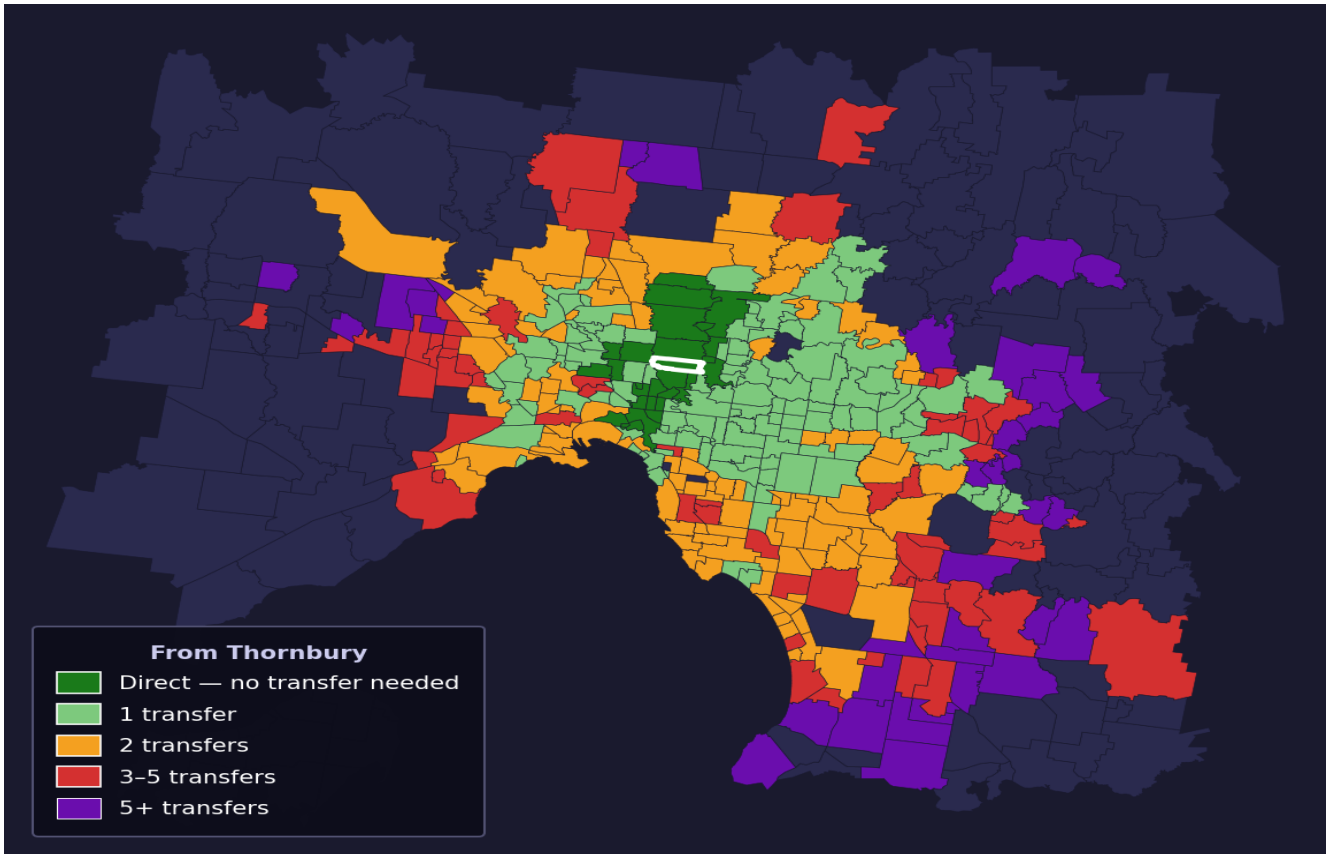 From Thornbury
Direct — no transfer needed
1 transfer
2 transfers
3–5 transfers
5+ transfers